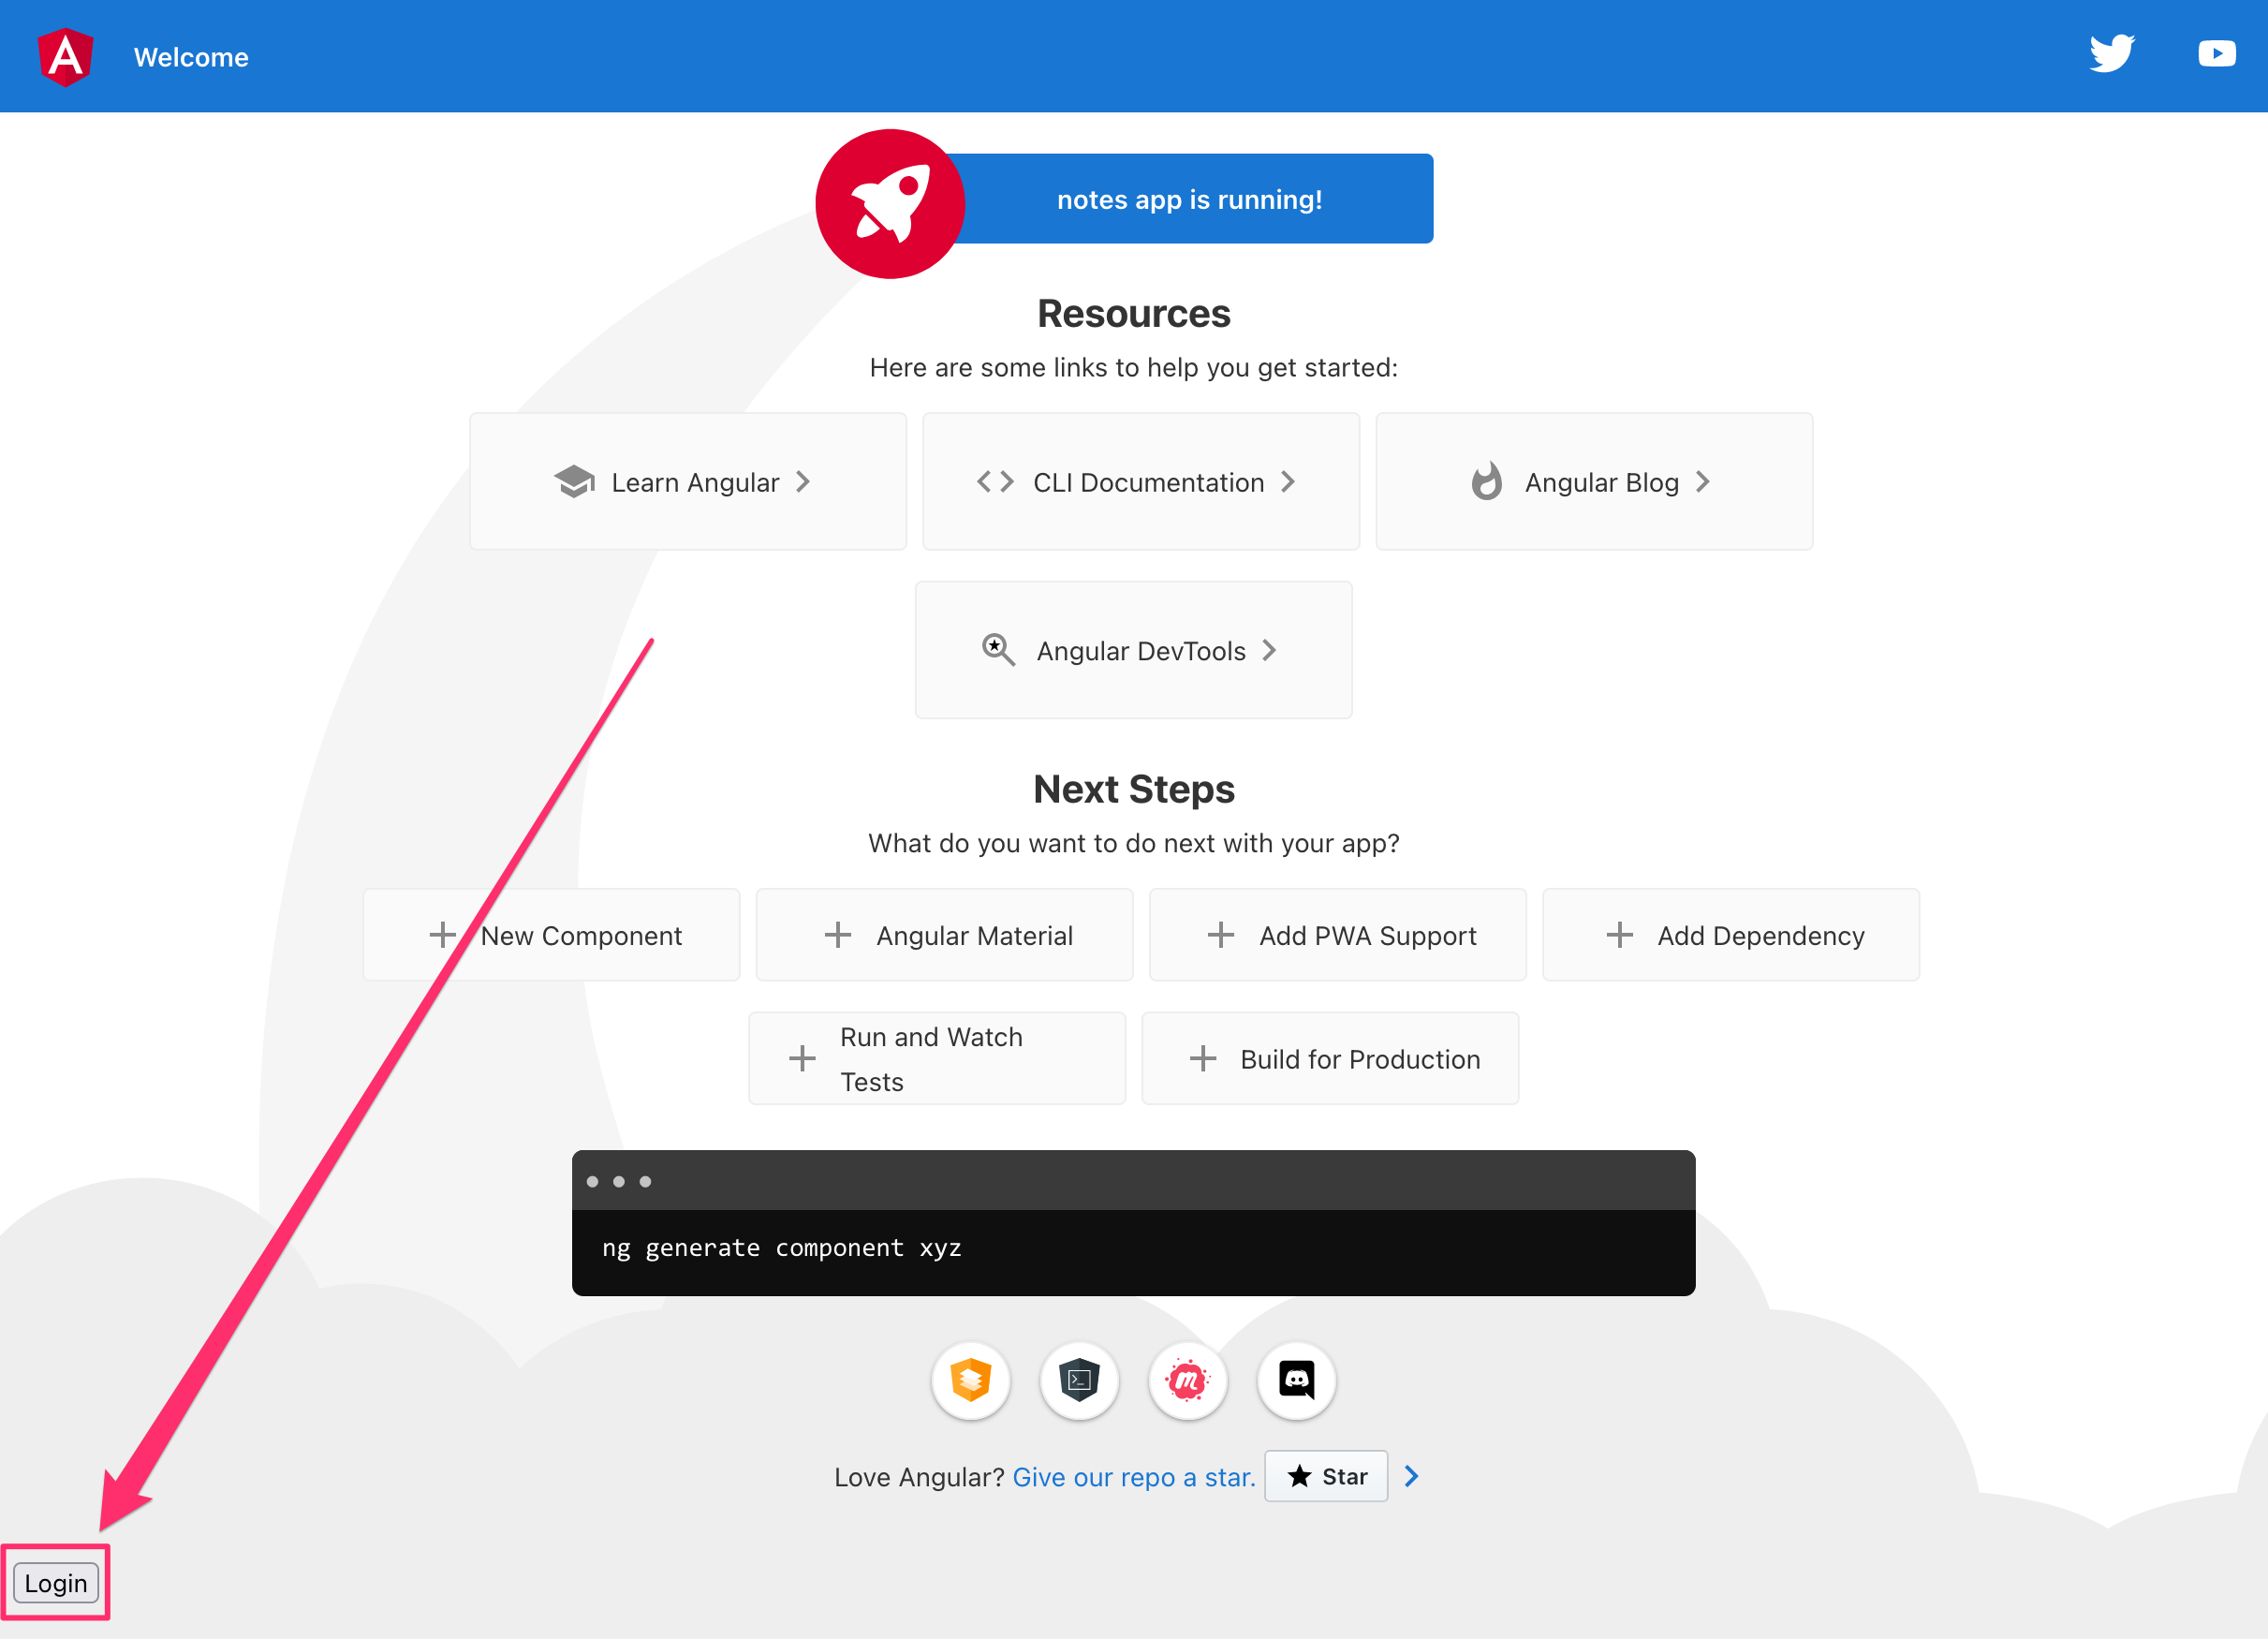 Welcome
notes app is running!
Resources
Here are some links to help you get started:
Learn Angular
CLI Documentation
Angular Blog
Angular DevTools
Next Steps
What do you want to do next with your app?
New Component
Angular Material
Add PWA Support
Add Dependency
Run and Watch
Tests
Build for Production
ng generate component xyz
Love Angular? Give our repo a star. Star
Login